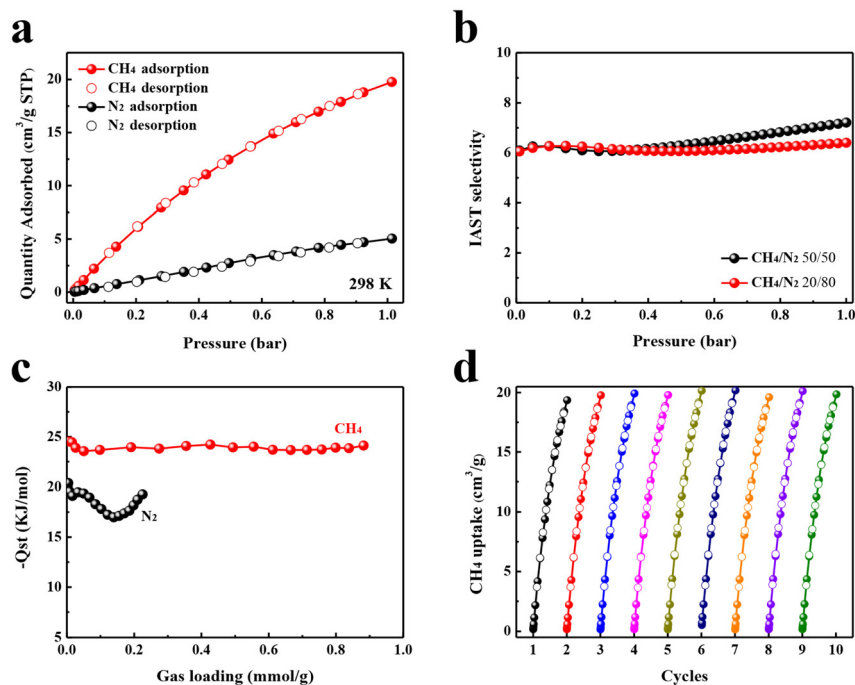 a
CH4 adsorption
CH4 desorption
N2 adsorption
N2 desorption
298 K
Quantity Adsorbed (cm3/g STP)
0
5
10
15
20
0.0 0.2 0.4 0.6 0.8 1.0
Pressure (bar)
b
10
8
6
4
2
0
IAST selectivity
CH4/N2 50/50
CH4/N2 20/80
0.0 0.2 0.4 0.6 0.8 1.0
Pressure (bar)
c
30
25
20
15
10
5
-Qst (KJ/mol)
CH4
N2
0.0 0.2 0.4 0.6 0.8 1.0
Gas loading (mmol/g)
d
20
15
10
5
0
CH4 uptake (cm3/g)
1 2 3 4 5 6 7 8 9 10
Cycles